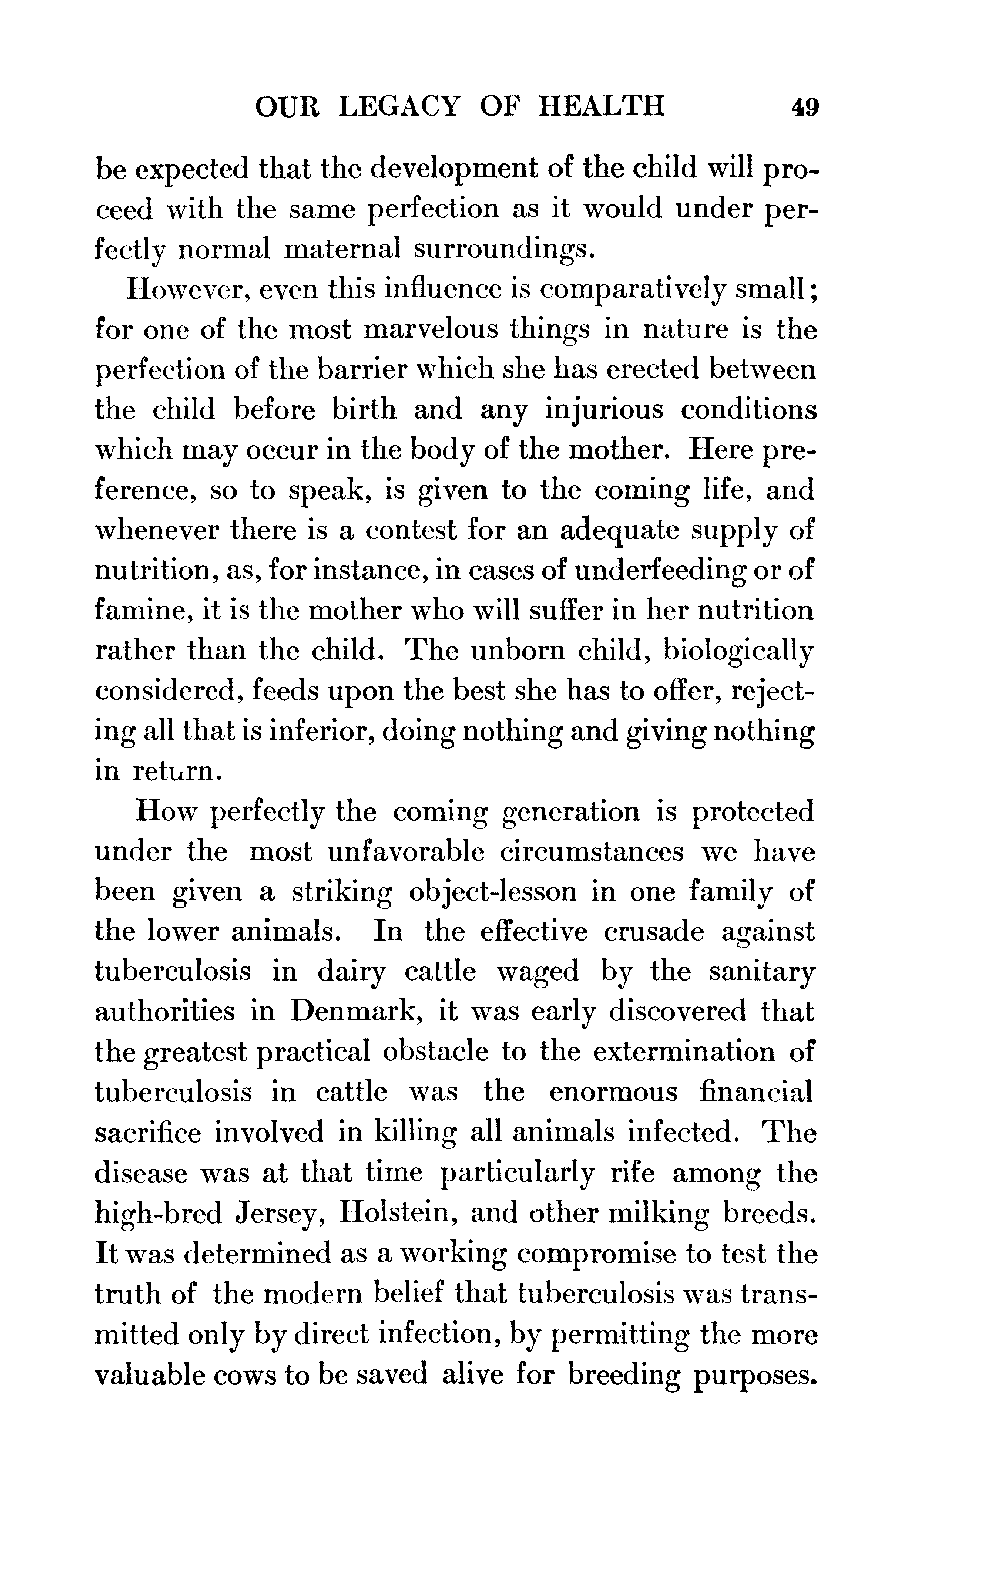 OUR LEGACY OF HEALTH 49
be expected that the development of the child will pro-
ceed with the same perfection as it would under per-
fectly normal maternal surroundings.
However, even this influence is comparatively small;
for one of the most marvelous things in nature is the
perfection of the barrier which she has erected between
the child before birth and any injurious conditions
which may occur in the body of the mother. Here pre-
ference, so to speak, is given to the coming life, and
whenever there is a contest for an adequate supply of
nutrition, as, for instance, in cases of underfeeding or of
famine, it is the mother who will suffer in her nutrition
rather than the child. The unborn child, biologically
considered, feeds upon the best she has to offer, reject-
ing all that is inferior, doing nothing and giving nothing
in return.
How perfectly the coming generation is protected
under the most unfavorable circumstances we have
been given a striking object-lesson in one family of
the lower animals. In the effective crusade against
tuberculosis in dairy cattle waged by the sanitary
authorities in Denmark, it was early discovered that
the greatest practical obstacle to the extermination of
tuberculosis in cattle was the enormous financial
sacrifice involved in killing all animals infected. The
disease was at that time particularly rife among the
high-bred Jersey, Holstein, and other milking breeds.
It was determined as a working compromise to test the
truth of the modern belief that tuberculosis was trans-
mitted only by direct infection, by permitting the more
valuable cows to be saved alive for breeding purposes.